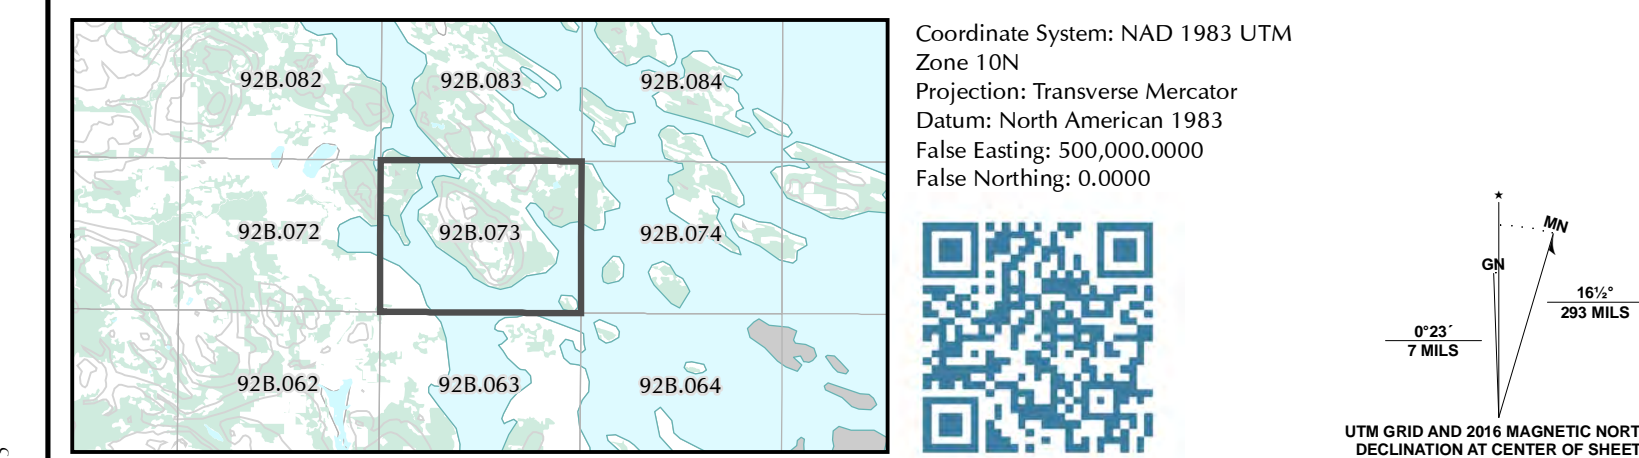 92B.082
92B.083
92B.084
92B.072
92B.073
92B.074
92B.062
92B.063
92B.064
Coordinate System: NAD 1983 UTM
Zone 10N
Projection: Transverse Mercator
Datum: North American 1983
False Easting: 500,000.0000
False Northing: 0.0000
MN
GN
16½°
293 MILS
0°23´
7 MILS
UTM GRID AND 2016 MAGNETIC NORT
DECLINATION AT CENTER OF SHEET